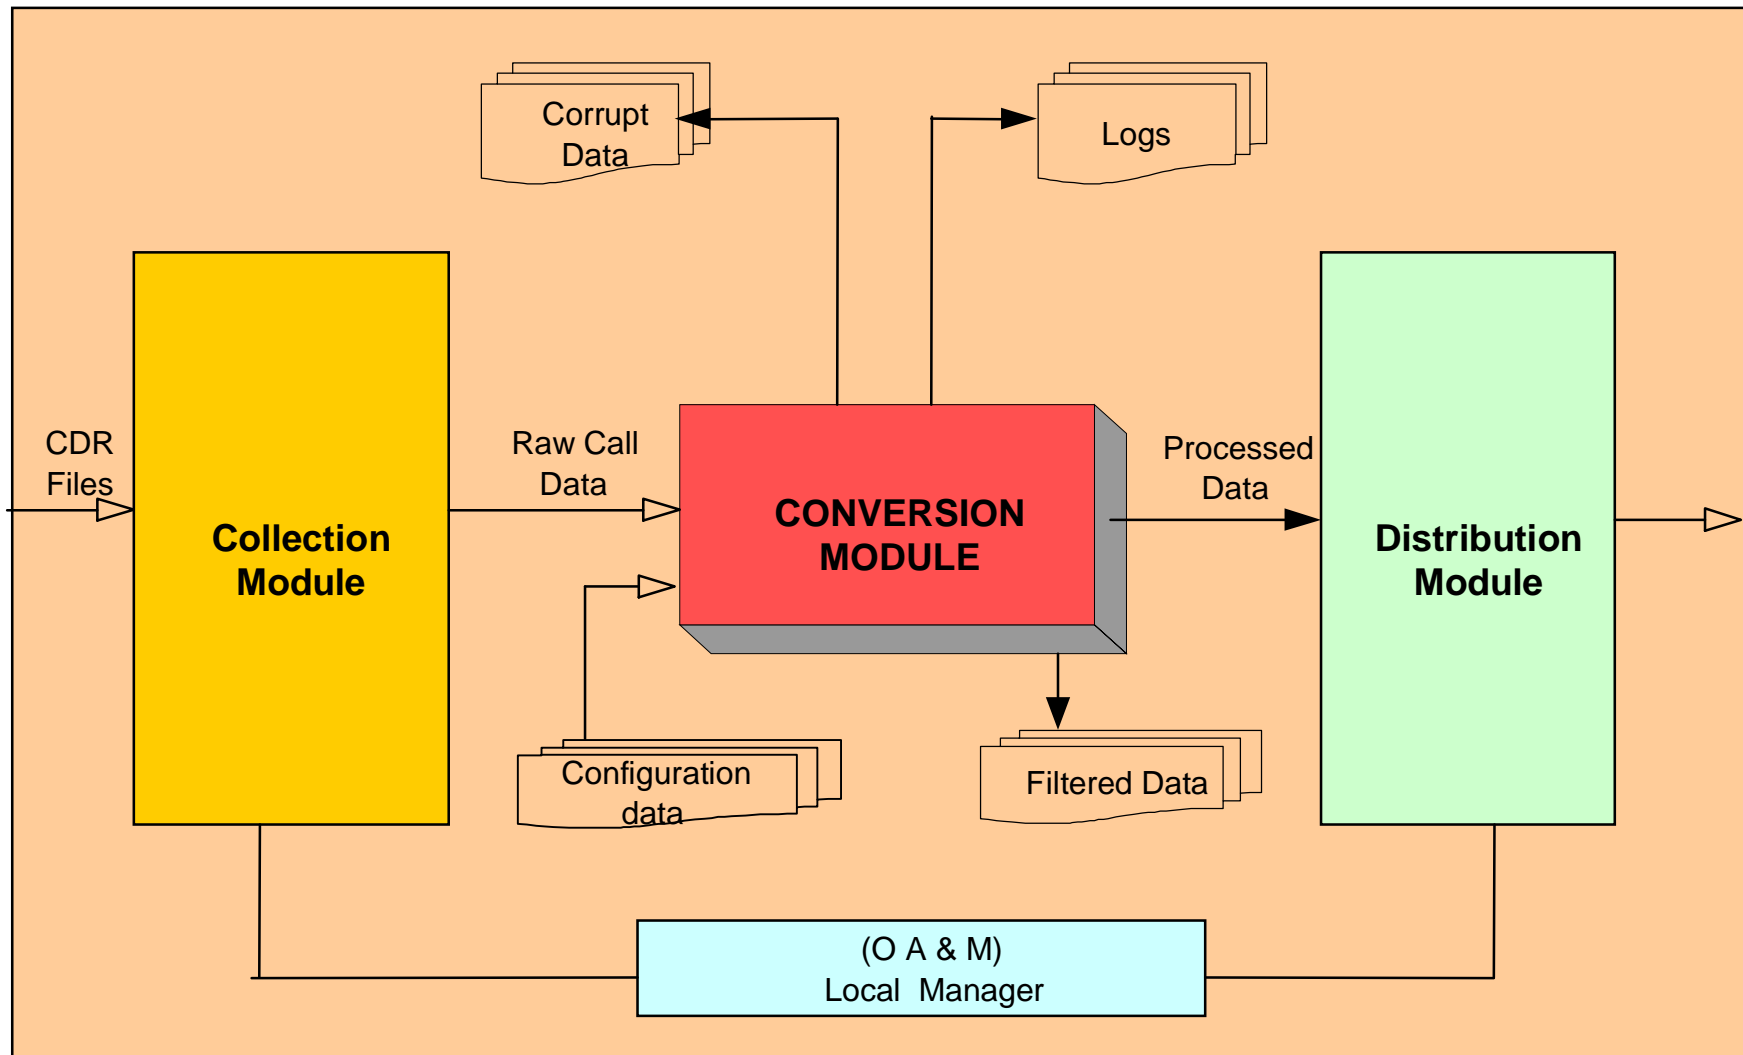 Corrupt
Data
Logs
CDR
Files
Raw Call
Data
Processed
Data
Collection
Module
CONVERSION
MODULE
Distribution
Module
Configuration
data
Filtered Data
(O A & M)
Local Manager